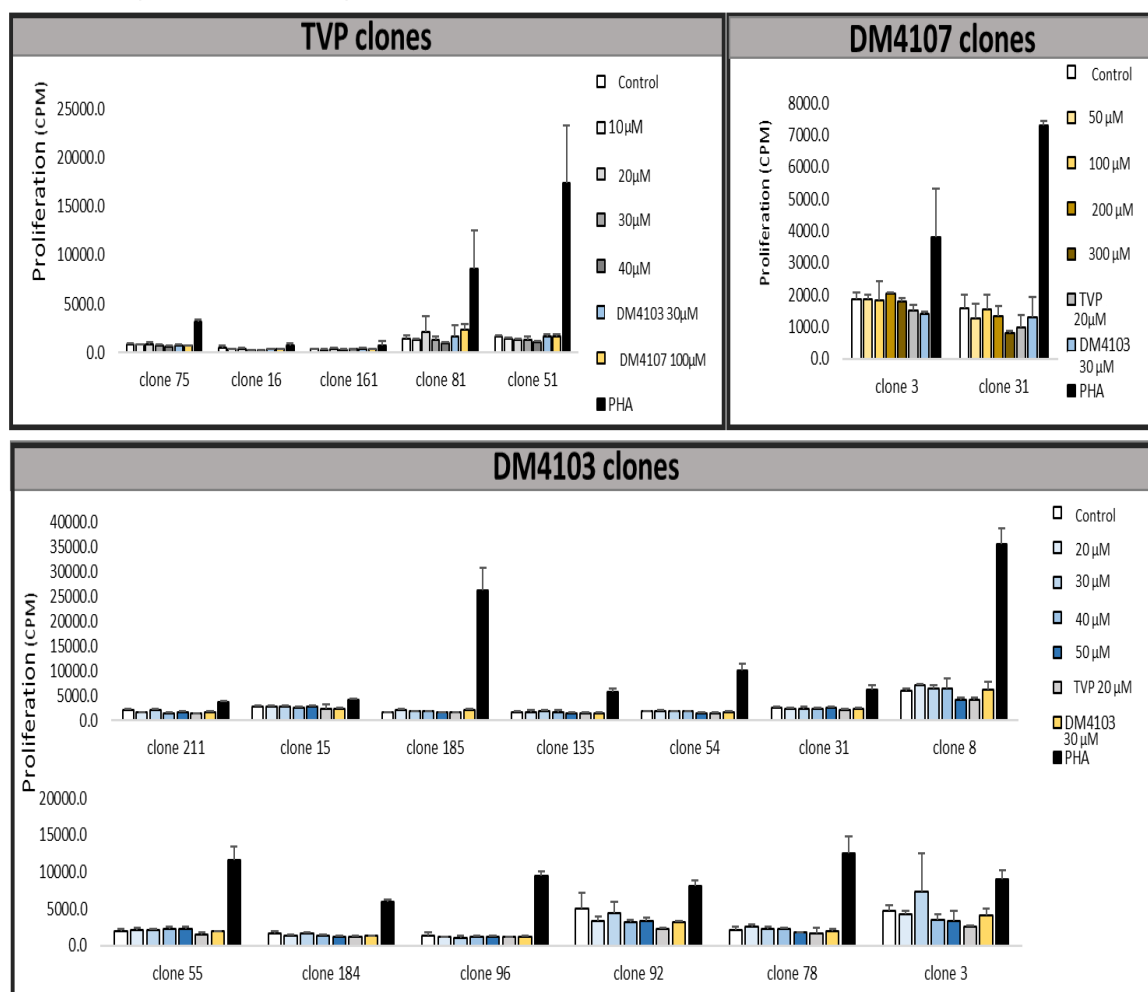 TVP clones
Proliferation (CPM)
25000.0
20000.0
15000.0
10000.0
5000.0
0.0
clone 75 clone 16 clone 161 clone 81 clone 51
Control
10µM
20µM
30µM
40µM
DM4103 30µM
DM4107 100µM
PHA
DM4107 clones
Proliferation (CPM)
8000.0
7000.0
6000.0
5000.0
4000.0
3000.0
2000.0
1000.0
0.0
clone 3 clone 31
Control
50 µM
100 µM
200 µM
300 µM
TVP
20µM
DM4103
30 µM
PHA
DM4103 clones
Proliferation (CPM)
40000.0
35000.0
30000.0
25000.0
20000.0
15000.0
10000.0
5000.0
0.0
clone 211 clone 15 clone 185 clone 135 clone 54 clone 31 clone 8
Control
20 µM
30 µM
40 µM
50 µM
TVP 20 µM
DM4103
30 µM
PHA
20000.0
15000.0
10000.0
5000.0
0.0
clone 55 clone 184 clone 96 clone 92 clone 78 clone 3